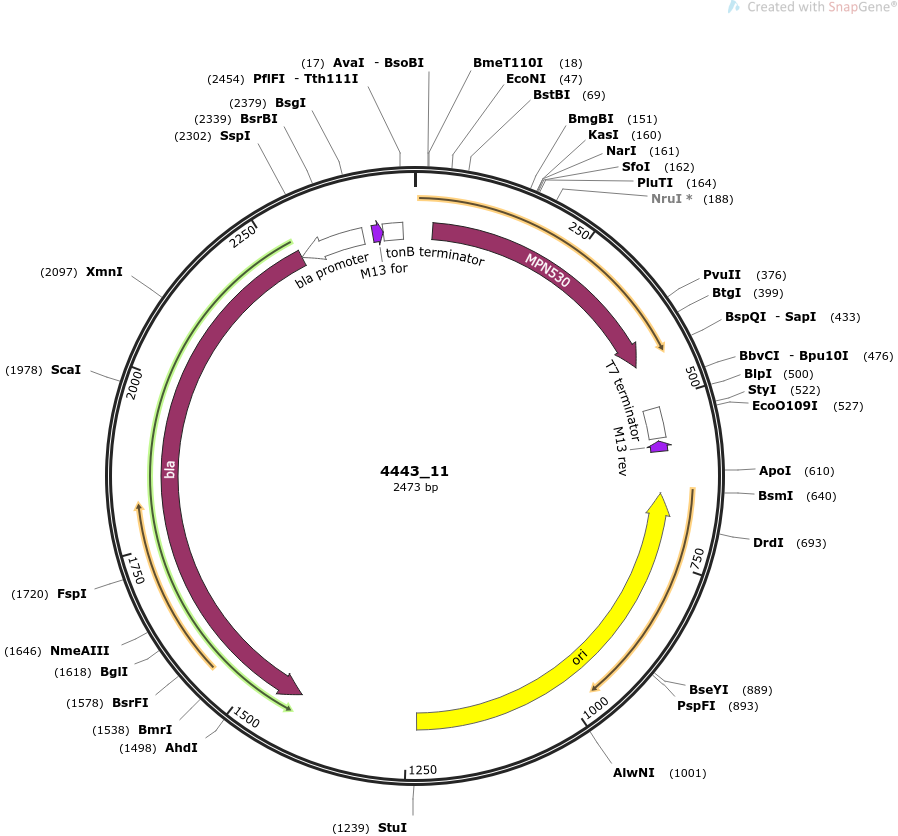 Created with SnapGene®
(17) AvaI - BsoBI
(2454) PflFI - Tth111I
(2379) BsgI
(2339) BsrBI
(2302) SspI
BmeT110I (18)
EcoNI (47)
BstBI (69)
BmgBI (151)
KasI (160)
NarI (161)
SfoI (162)
PluTI (164)
NruI * (188)
250
2250
bla promoter
M13 for
tonB terminator
MPN530
(2097) XmnI
PvuII (376)
BtgI (399)
BspQI - SapI (433)
BbvCI - Bpu10I (476)
BlpI (500)
StyI (522)
EcoO109I (527)
500
T7 terminator
M13 rev
(1978) ScaI
2000
bla
4443_11
2473 bp
ApoI (610)
BsmI (640)
DrdI (693)
750
1750
(1720) FspI
(1646) NmeAIII
(1618) BglI
(1578) BsrFI
(1538) BmrI
(1498) AhdI
1500
ori
BseYI (889)
PspFI (893)
1000
AlwNI (1001)
1250
(1239) StuI